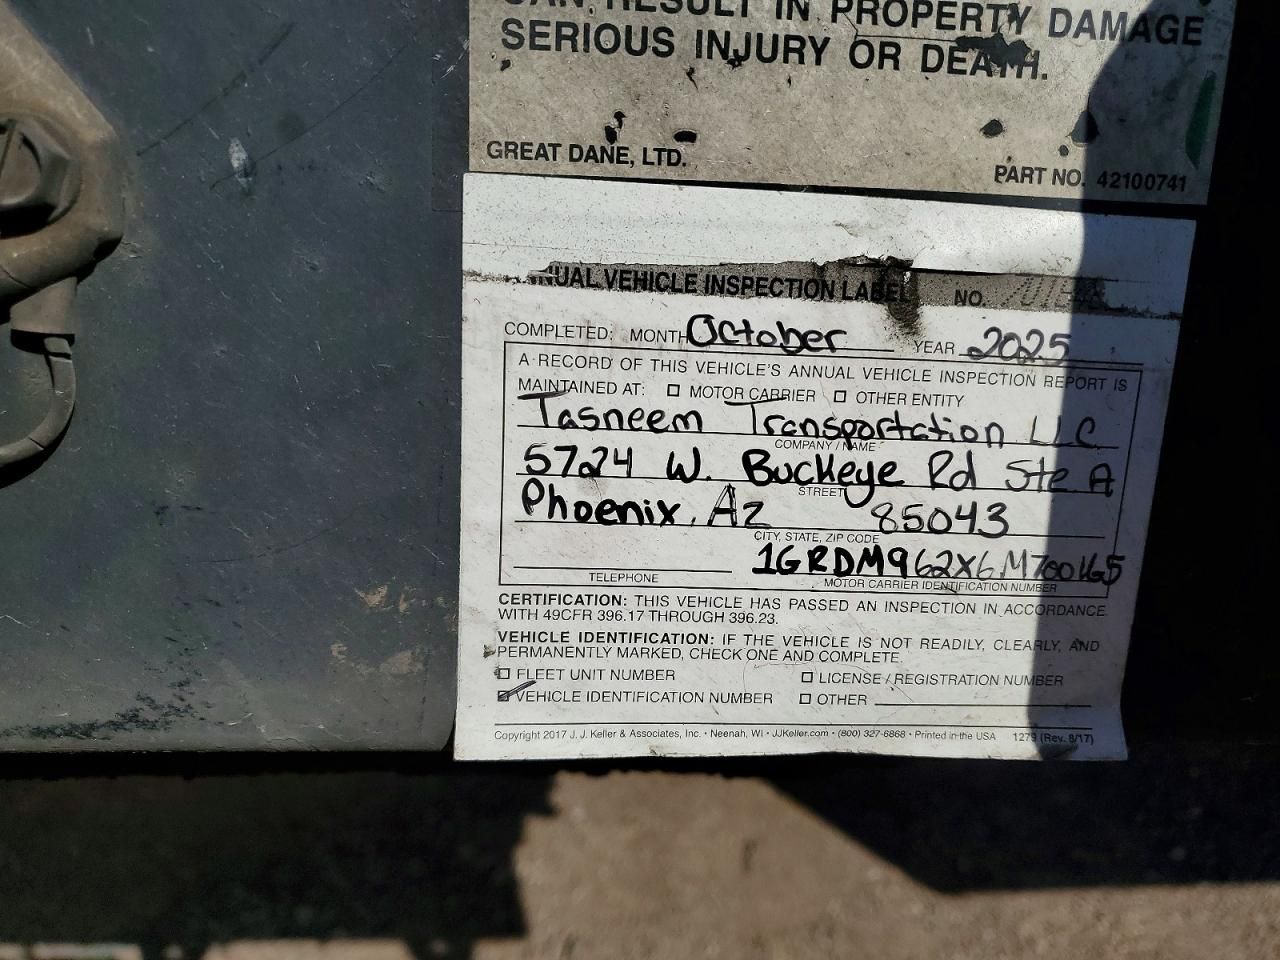 CAN RESULT IN PROPERTY DAMAGE
SERIOUS INJURY OR DEATH.
GREAT DANE, LTD.
PART NO. 42100741
ANNUAL VEHICLE INSPECTION LABEL NO.
COMPLETED: MONTH October YEAR 2025
A RECORD OF THIS VEHICLE'S ANNUAL VEHICLE INSPECTION REPORT IS
MAINTAINED AT: ☐ MOTOR CARRIER ☐ OTHER ENTITY
Tasneem Transportation LLC
COMPANY / NAME
5724 W. Buckeye Rd Ste A
STREET
Phoenix, Az 85043
CITY, STATE, ZIP CODE
TELEPHONE
MOTOR CARRIER IDENTIFICATION NUMBER
CERTIFICATION: THIS VEHICLE HAS PASSED AN INSPECTION IN ACCORDANCE
WITH 49CFR 396.17 THROUGH 396.23.
VEHICLE IDENTIFICATION: IF THE VEHICLE IS NOT READILY, CLEARLY, AND
PERMANENTLY MARKED, CHECK ONE AND COMPLETE.
☐ FLEET UNIT NUMBER ☐ LICENSE / REGISTRATION NUMBER
☑ VEHICLE IDENTIFICATION NUMBER ☐ OTHER
Copyright 2017 J. J. Keller & Associates, Inc. • Neenah, WI • JJKeller.com • (800) 327-6868 • Printed in the USA 1279 (Rev. 8/17)